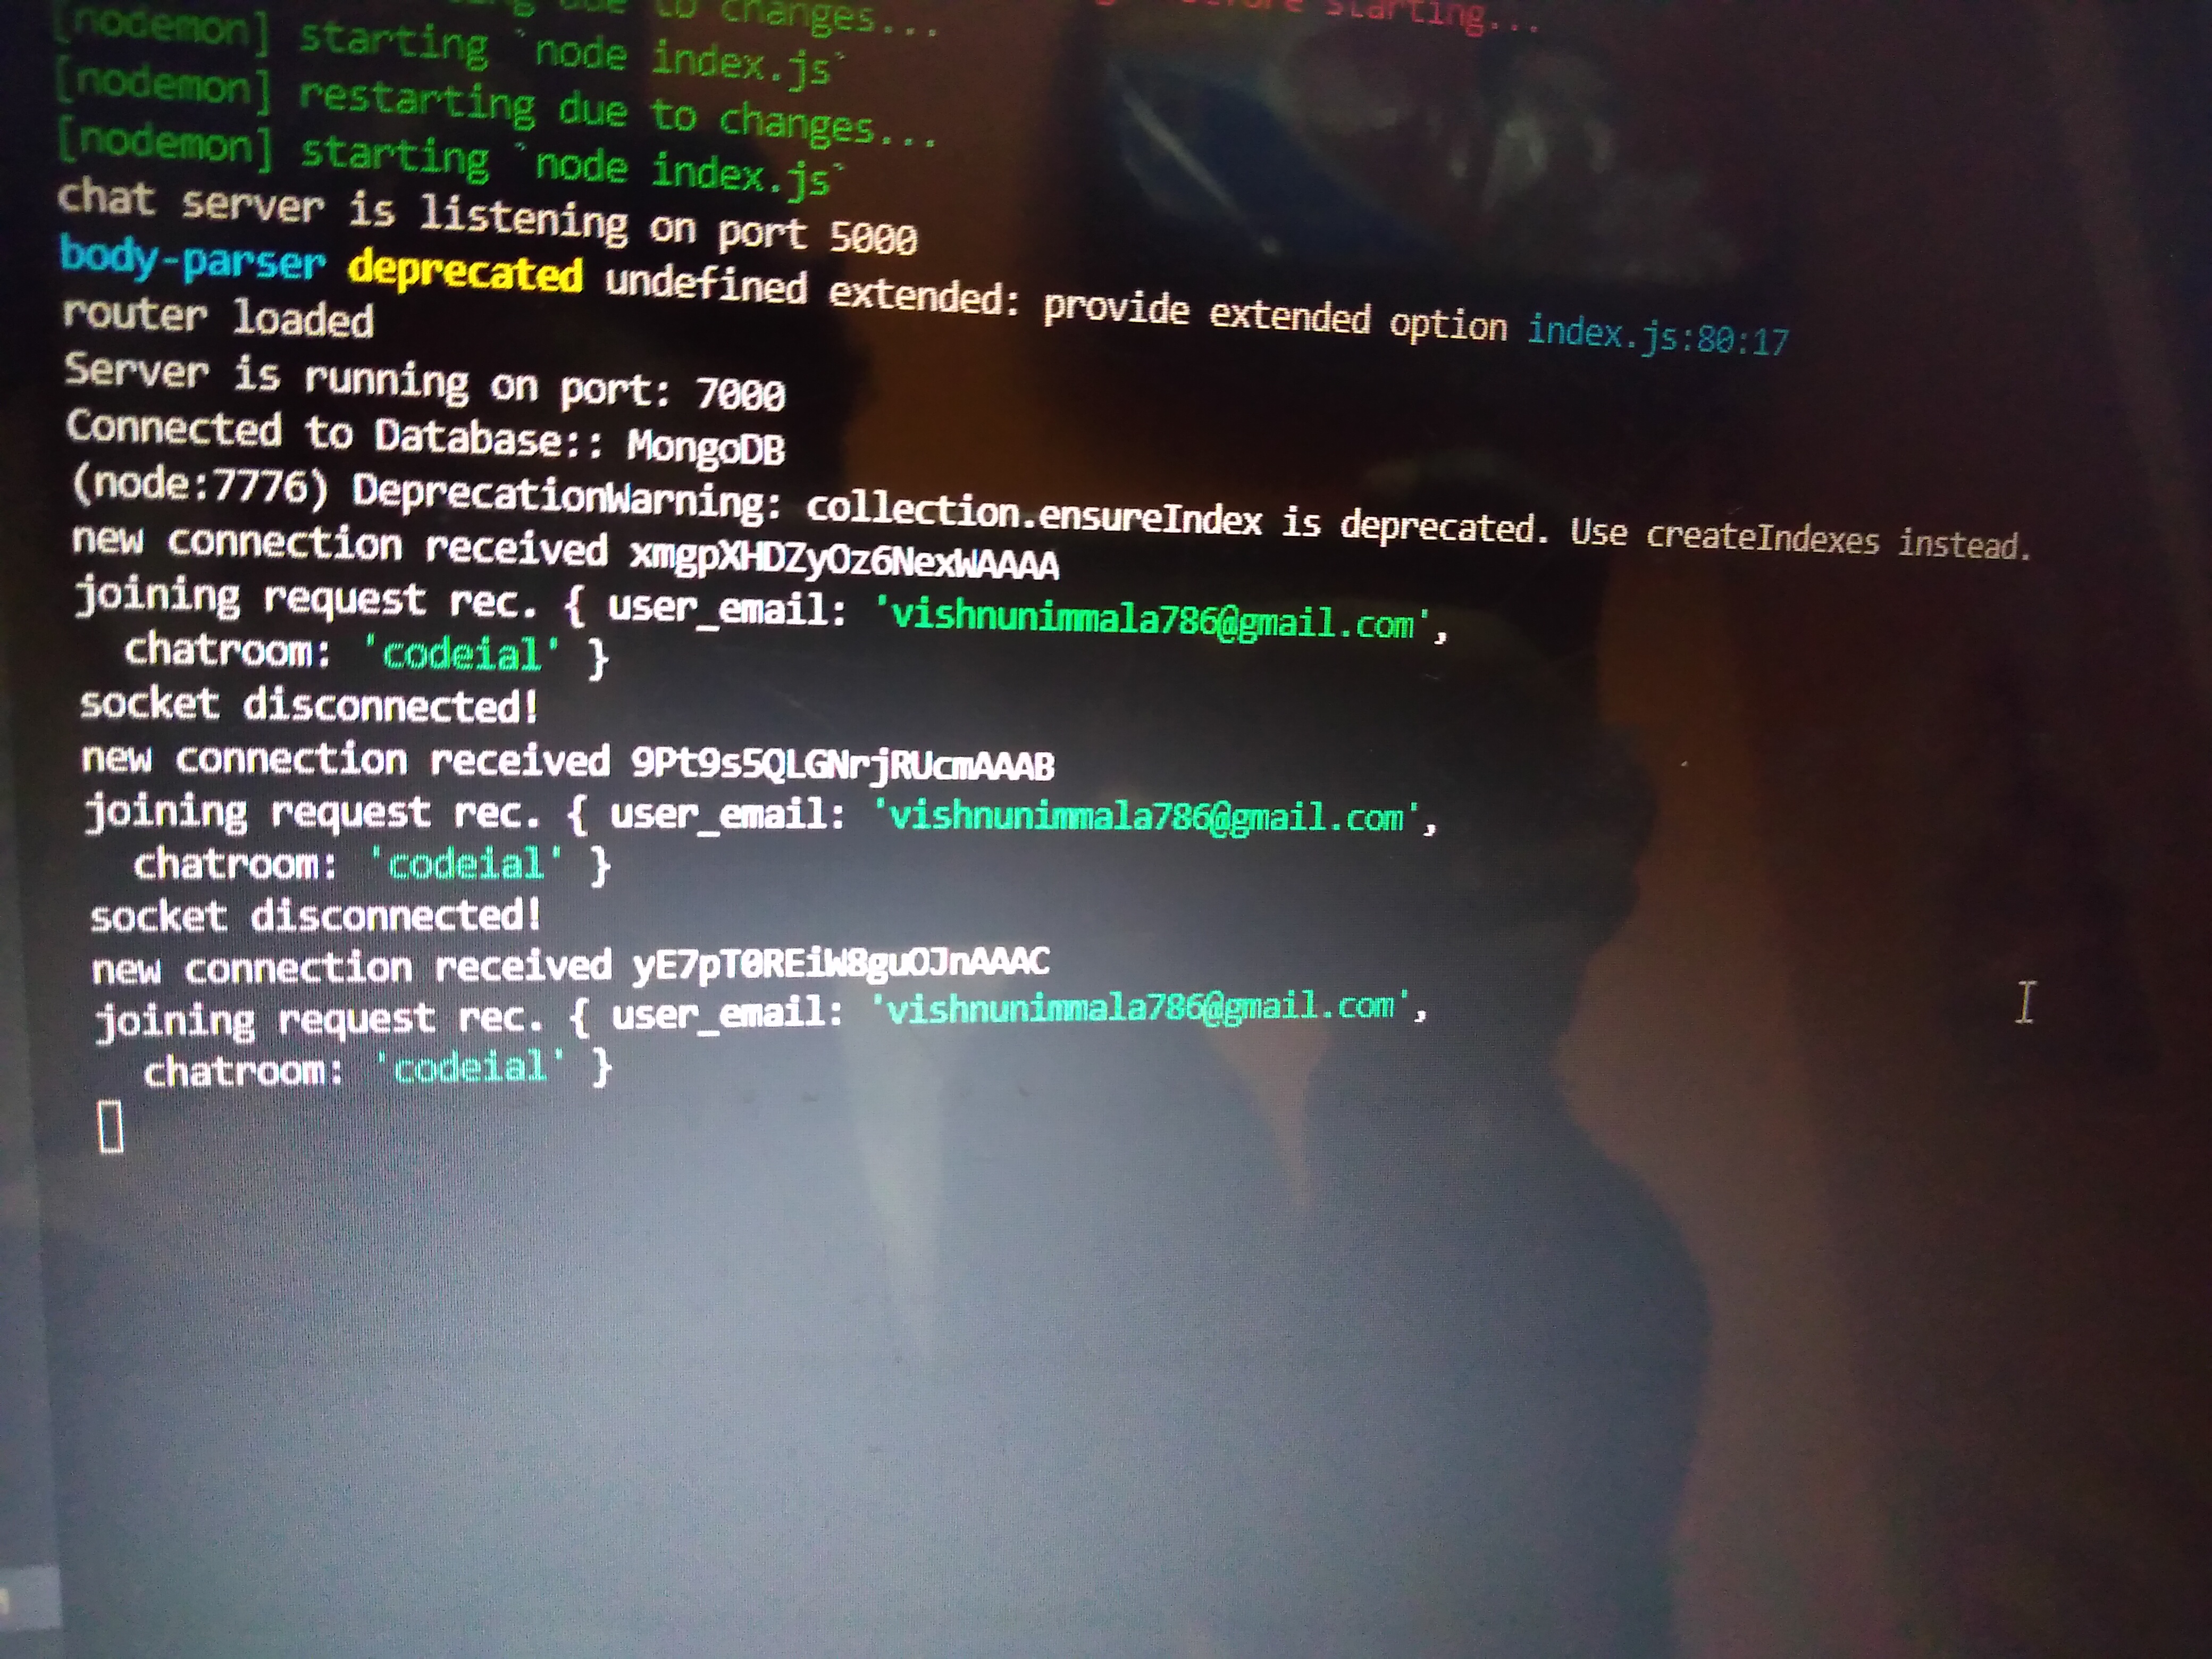 to changes...
starting...
[nodemon] starting `node index.js`
[nodemon] restarting due to changes...
[nodemon] starting `node index.js`
chat server is listening on port 5000
body-parser deprecated undefined extended: provide extended option index.js:80:17
router loaded
Server is running on port: 7000
Connected to Database:: MongoDB
(node:7776) DeprecationWarning: collection.ensureIndex is deprecated. Use createIndexes instead.
new connection received xmgpXHDZyOz6NexWAAAA
joining request rec. { user_email: 'vishnunimmala786@gmail.com',
chatroom: 'codeial' }
socket disconnected!
new connection received 9Pt9s5QLGNrjRUcmAAAB
joining request rec. { user_email: 'vishnunimmala786@gmail.com',
chatroom: 'codeial' }
socket disconnected!
new connection received yE7pT0REiW8guOJnAAAC
joining request rec. { user_email: 'vishnunimmala786@gmail.com',
chatroom: 'codeial' }